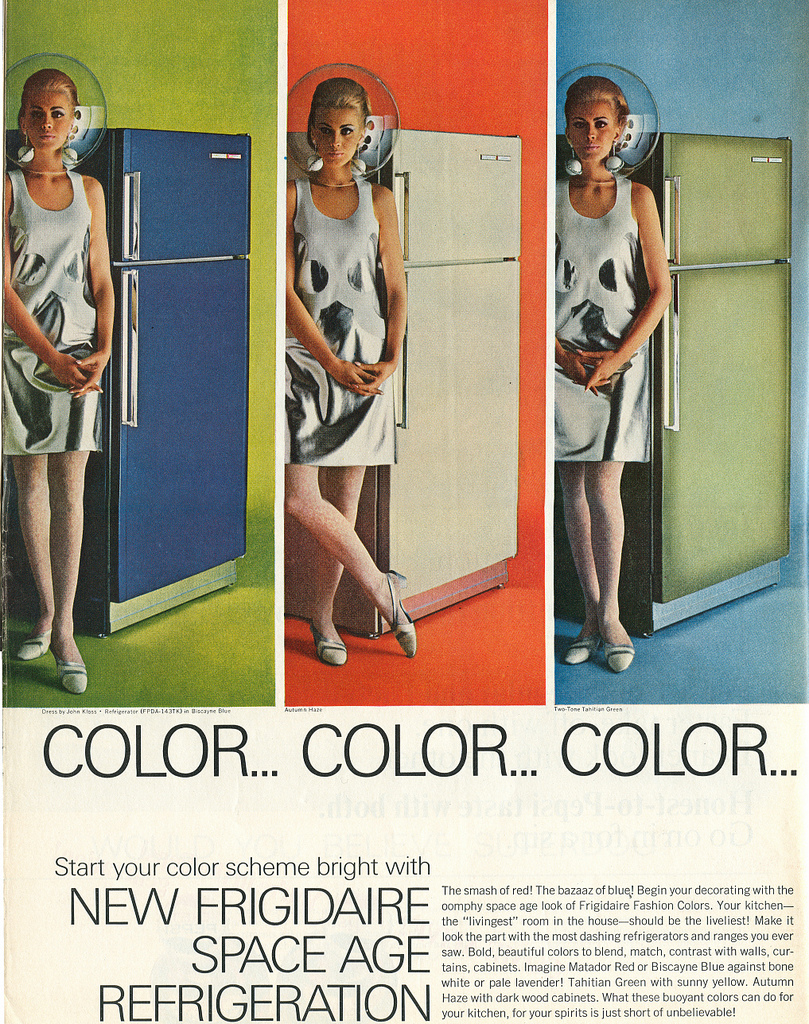 Dress by John Kloss • Refrigerator (FPDA-143TK) in Biscayne Blue
Autumn Haze
Two-Tone Tahitian Green
COLOR... COLOR... COLOR...
Start your color scheme bright with
NEW FRIGIDAIRE
SPACE AGE
REFRIGERATION
The smash of red! The bazaaz of blue! Begin your decorating with the
oomphy space age look of Frigidaire Fashion Colors. Your kitchen—
the "livingest" room in the house—should be the liveliest! Make it
look the part with the most dashing refrigerators and ranges you ever
saw. Bold, beautiful colors to blend, match, contrast with walls, cur-
tains, cabinets. Imagine Matador Red or Biscayne Blue against bone
white or pale lavender! Tahitian Green with sunny yellow. Autumn
Haze with dark wood cabinets. What these buoyant colors can do for
your kitchen, for your spirits is just short of unbelievable!